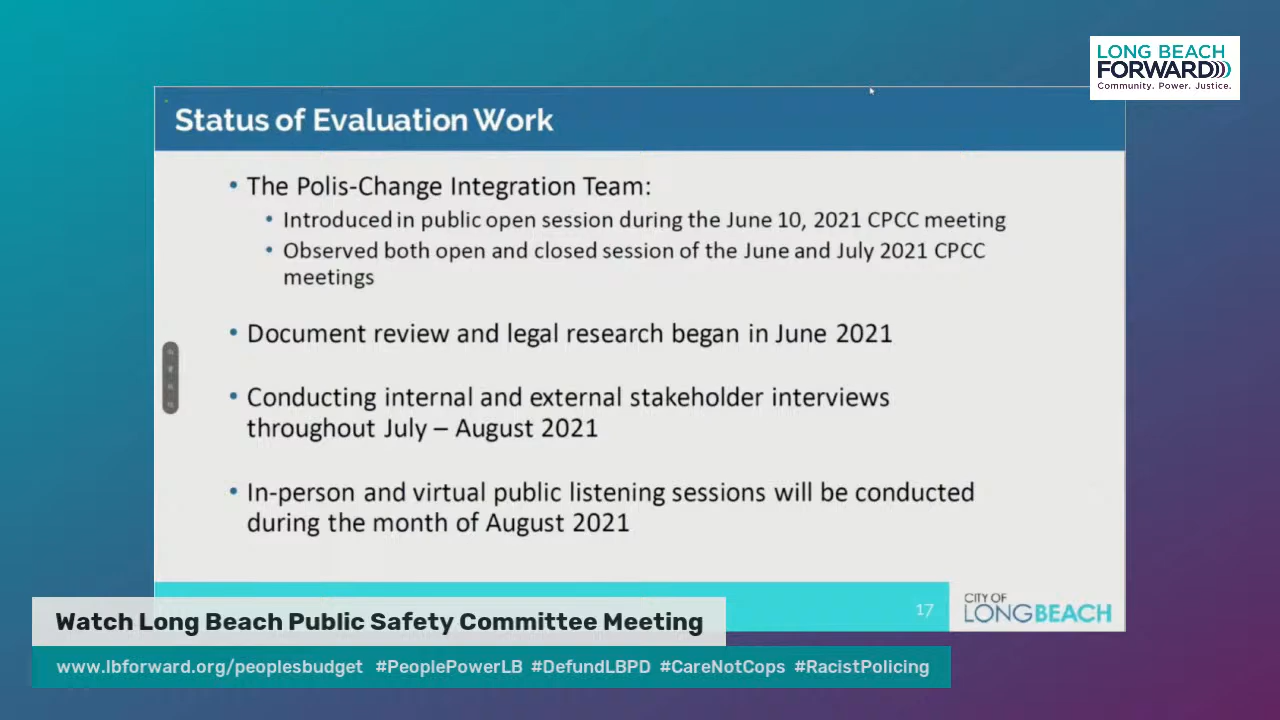 LONG BEACH
FORWARD
Community. Power. Justice.
Status of Evaluation Work
• The Polis-Change Integration Team:
• Introduced in public open session during the June 10, 2021 CPCC meeting
• Observed both open and closed session of the June and July 2021 CPCC
meetings
• Document review and legal research began in June 2021
• Conducting internal and external stakeholder interviews
throughout July – August 2021
• In-person and virtual public listening sessions will be conducted
during the month of August 2021
17
CITY OF
LONGBEACH
Watch Long Beach Public Safety Committee Meeting
www.lbforward.org/peoplesbudget #PeoplePowerLB #DefundLBPD #CareNotCops #RacistPolicing